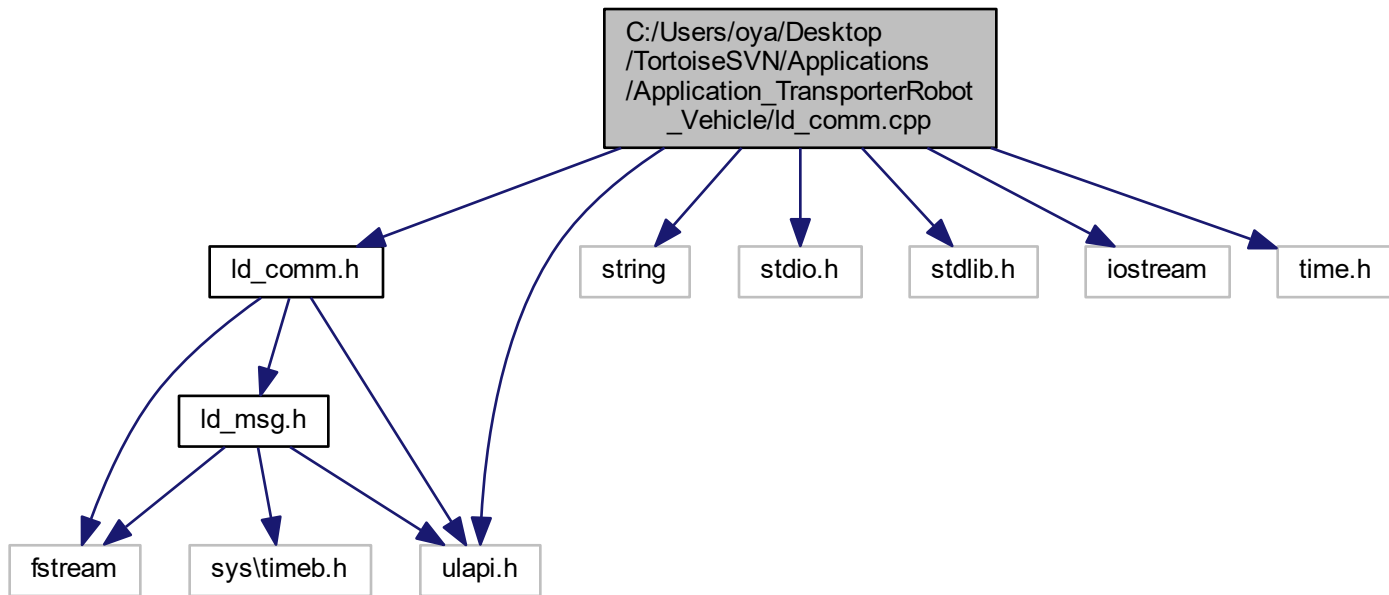 C:/Users/oya/Desktop
/TortoiseSVN/Applications
/Application_TransporterRobot
_Vehicle/ld_comm.cpp
ld_comm.h
string
stdio.h
stdlib.h
iostream
time.h
ld_msg.h
fstream
sys\timeb.h
ulapi.h